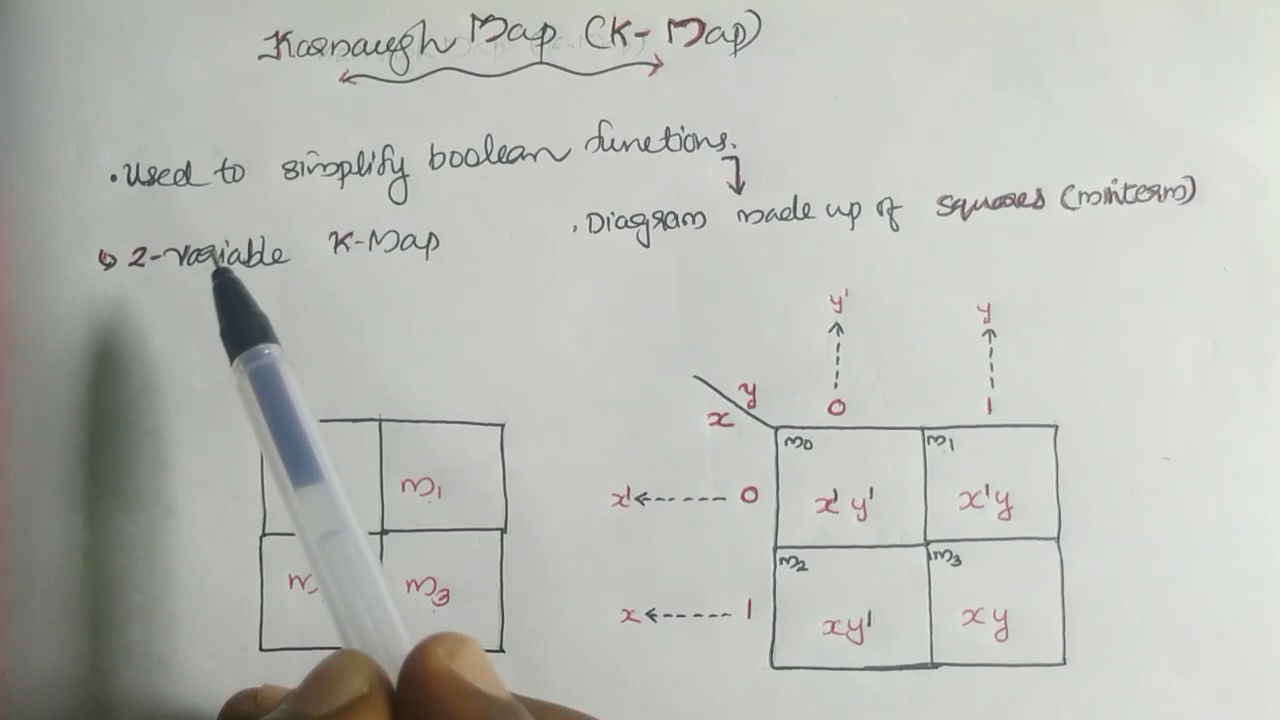 Karnaugh Map (K-Map)
• Used to simplify boolean functions.
• Diagram made up of squares (minterm)
↳ 2-variable K-Map
y' y
y
x 0 1
m1
m0 m1
x' 0 x'y' x'y
m3
m2 m3
x 1 xy' xy